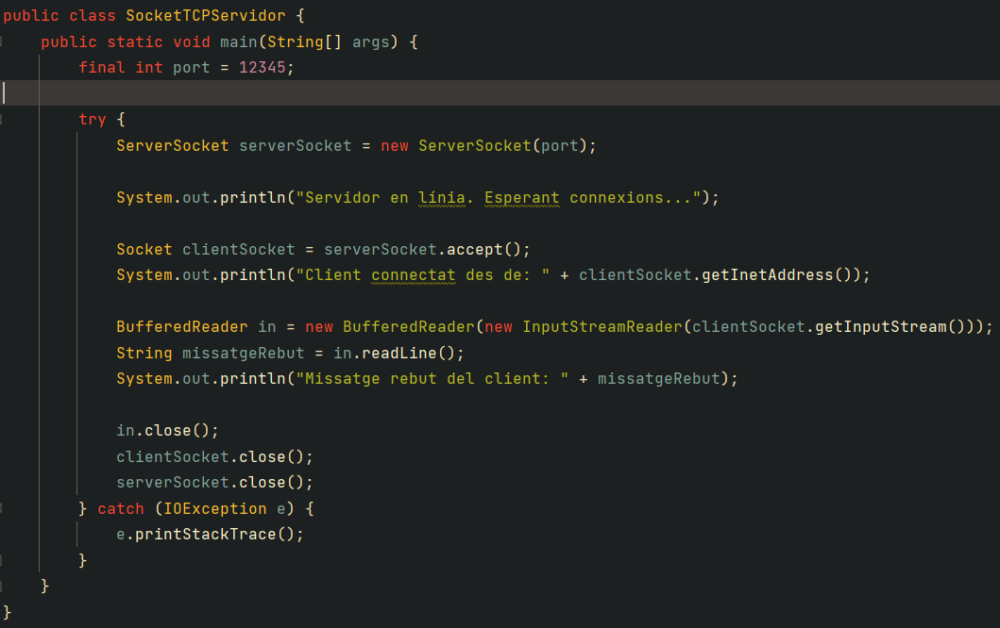 public class SocketTCPServidor {
    public static void main(String[] args) {
        final int port = 12345;

        try {
            ServerSocket serverSocket = new ServerSocket(port);

            System.out.println("Servidor en línia. Esperant connexions...");

            Socket clientSocket = serverSocket.accept();
            System.out.println("Client connectat des de: " + clientSocket.getInetAddress());

            BufferedReader in = new BufferedReader(new InputStreamReader(clientSocket.getInputStream()));
            String missatgeRebut = in.readLine();
            System.out.println("Missatge rebut del client: " + missatgeRebut);

            in.close();
            clientSocket.close();
            serverSocket.close();
        } catch (IOException e) {
            e.printStackTrace();
        }
    }
}